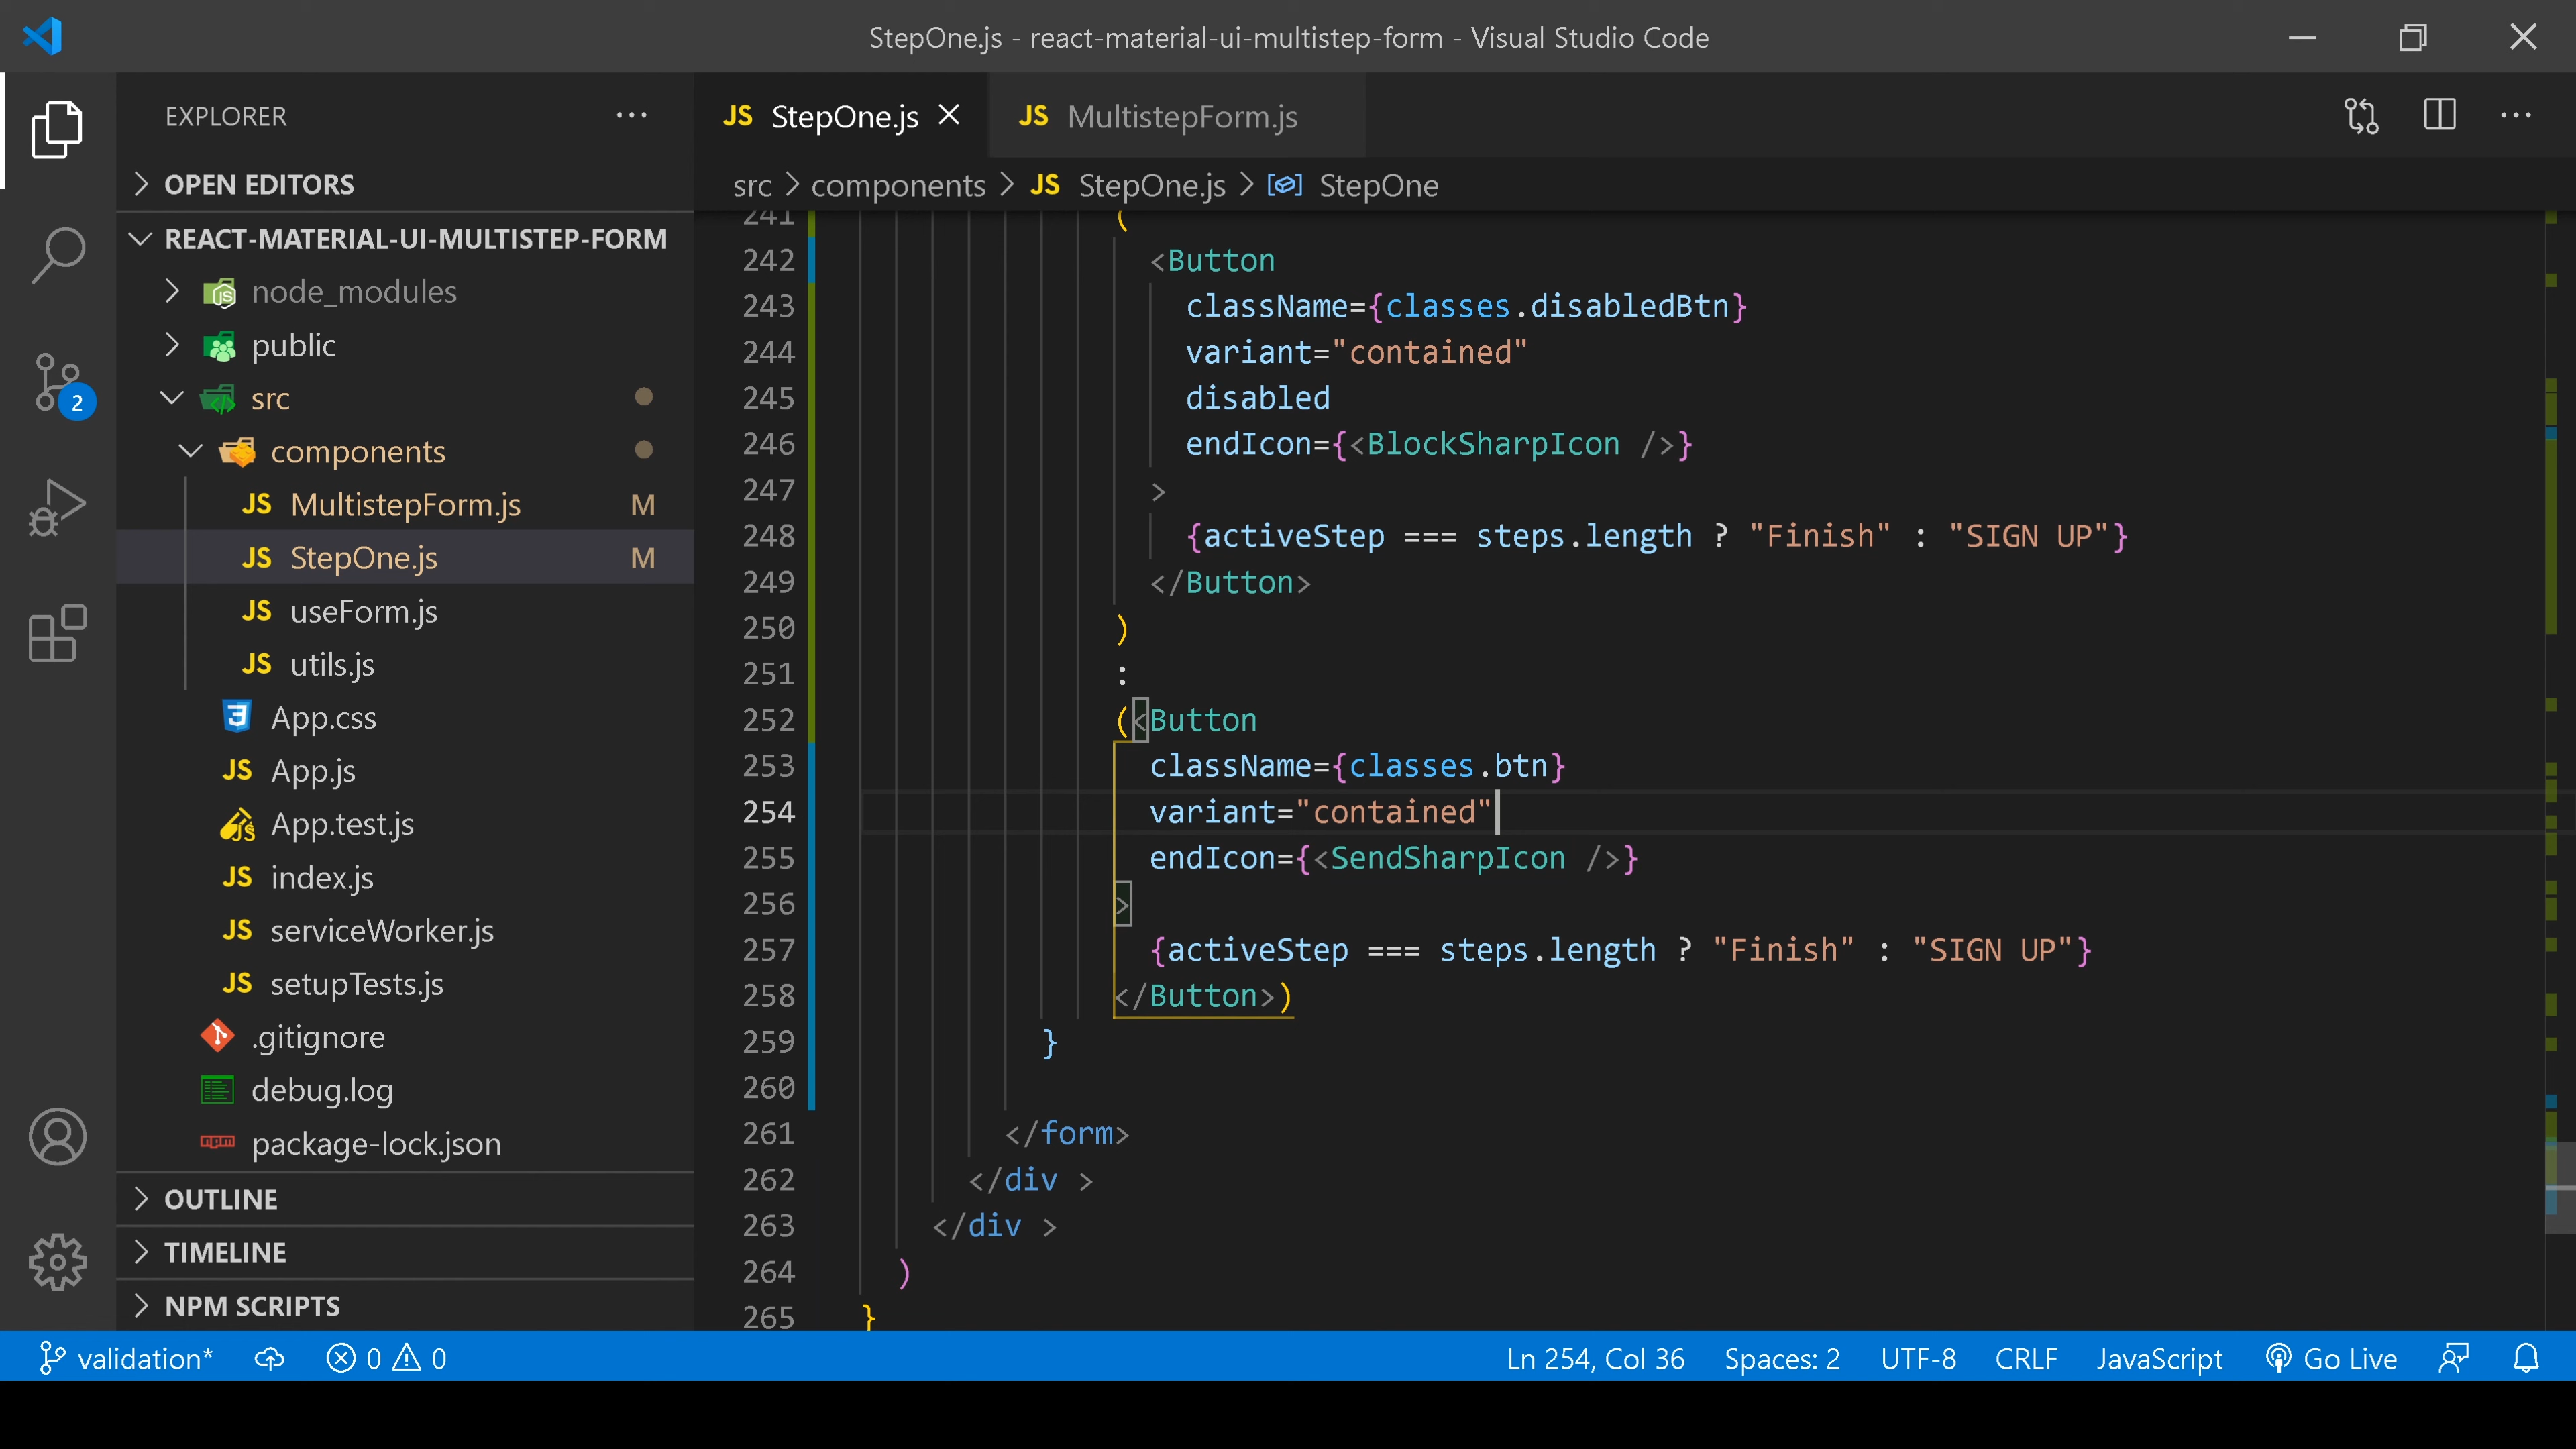 StepOne.js - react-material-ui-multistep-form - Visual Studio Code
EXPLORER
JS StepOne.js
JS MultistepForm.js
OPEN EDITORS
src > components > JS StepOne.js > StepOne
REACT-MATERIAL-UI-MULTISTEP-FORM
node_modules
public
src
components
JS MultistepForm.js M
JS StepOne.js M
JS useForm.js
JS utils.js
App.css
JS App.js
App.test.js
JS index.js
JS serviceWorker.js
JS setupTests.js
.gitignore
debug.log
package-lock.json
OUTLINE
TIMELINE
NPM SCRIPTS
2
241 (
242 <Button
243 className={classes.disabledBtn}
244 variant="contained"
245 disabled
246 endIcon={<BlockSharpIcon />}
247 >
248 {activeStep === steps.length ? "Finish" : "SIGN UP"}
249 </Button>
250 )
251 :
252 (<Button
253 className={classes.btn}
254 variant="contained"
255 endIcon={<SendSharpIcon />}
256 >
257 {activeStep === steps.length ? "Finish" : "SIGN UP"}
258 </Button>)
259 }
260
261 </form>
262 </div >
263 </div >
264 )
265 }
validation* 0 0 Ln 254, Col 36 Spaces: 2 UTF-8 CRLF JavaScript Go Live